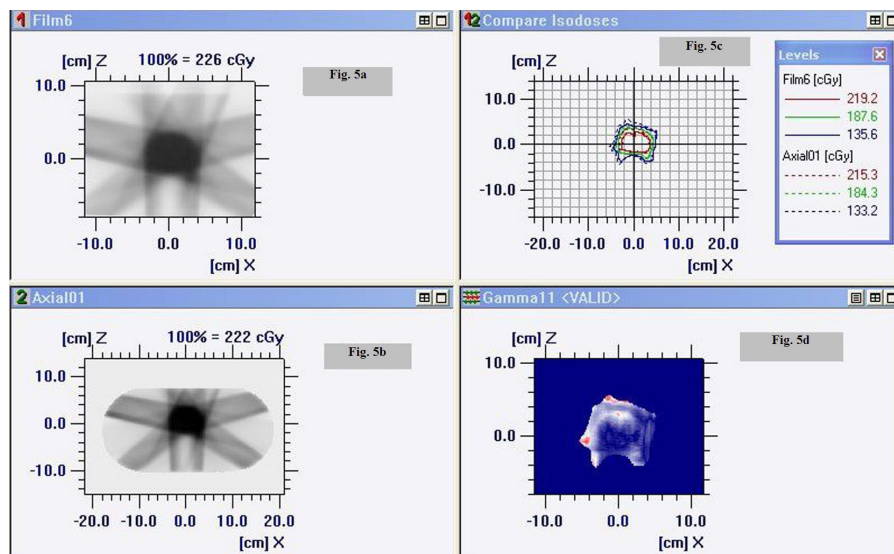 1 Film6
Fig. 5a
[cm] Z 100% = 226 cGy
10.0
0.0
-10.0 0.0 10.0
[cm] X
12 Compare Isodoses
Fig. 5c
[cm] Z
10.0
0.0
-10.0
-20.0 -10.0 0.0 10.0 20.0
[cm] X
Levels
Film6 [cGy]
219.2
187.6
135.6
Axial01 [cGy]
215.3
184.3
133.2
2 Axial01
Fig. 5b
[cm] Z 100% = 222 cGy
10.0
0.0
-10.0
-20.0 -10.0 0.0 10.0 20.0
[cm] X
Gamma11 <VALID>
Fig. 5d
[cm] Z
10.0
0.0
-10.0 0.0 10.0
[cm] X